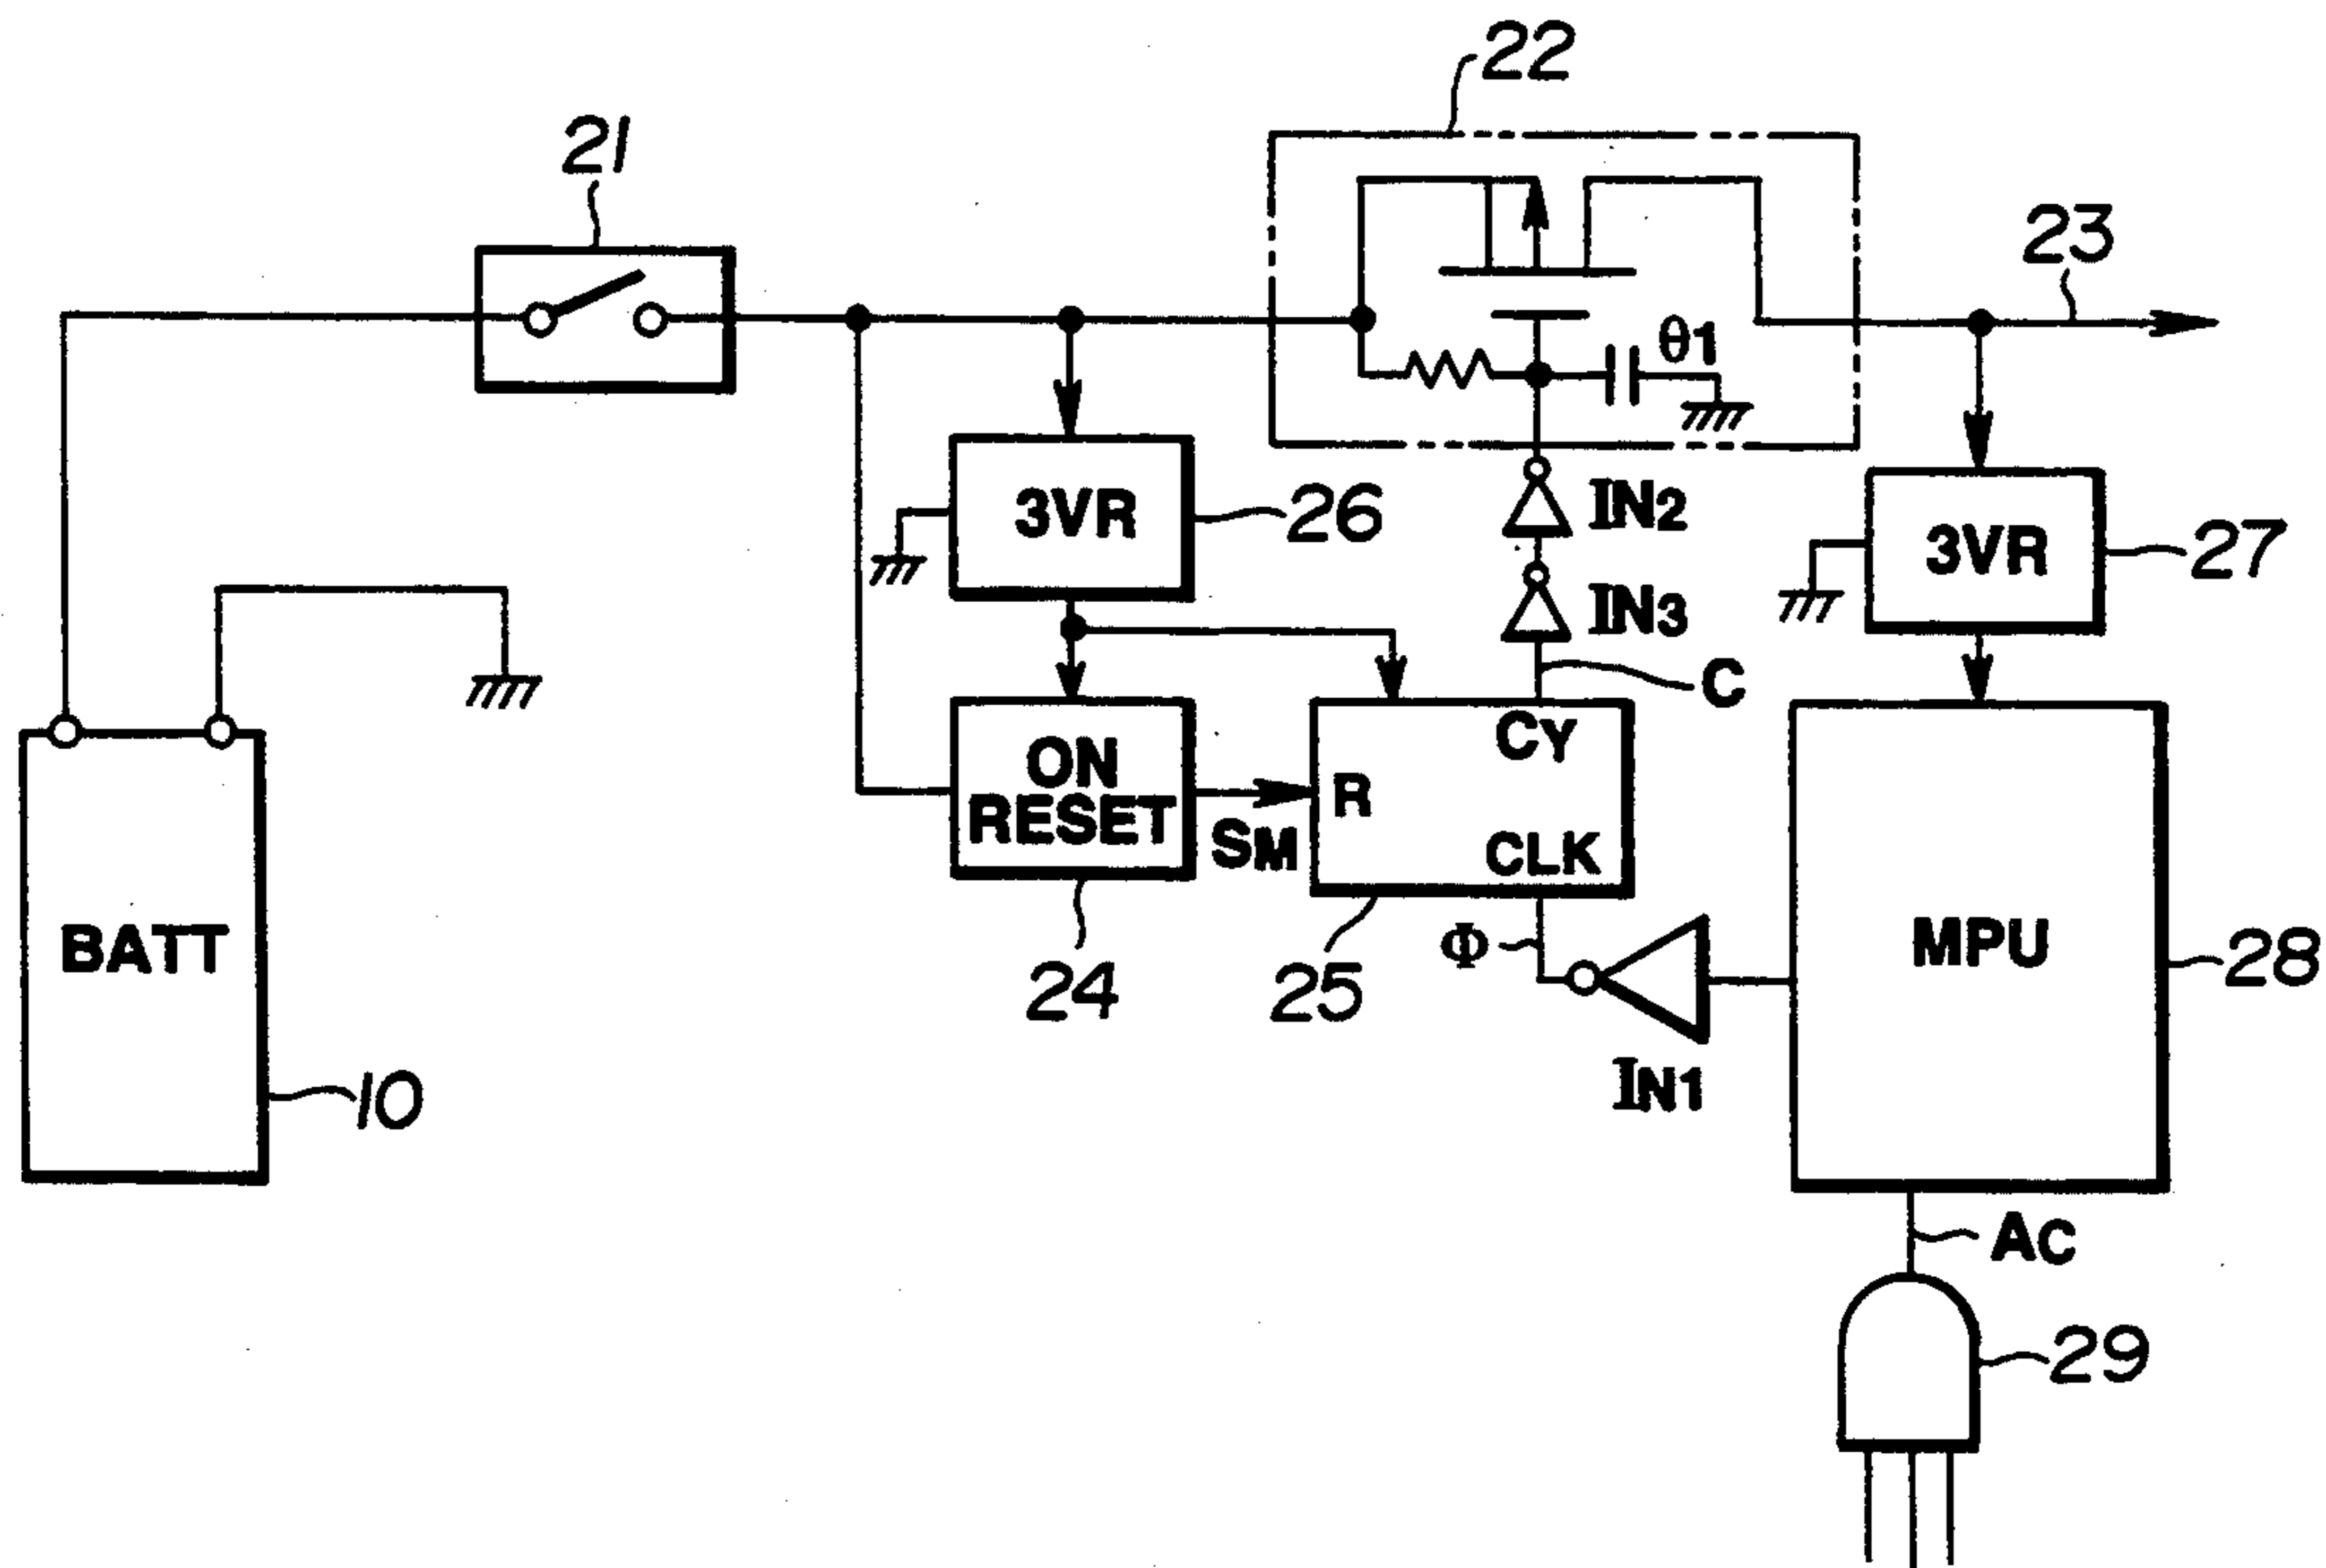 22
21
23
θ1
IN2
3VR
26
3VR
27
IN3
C
ON
RESET
SM
R
CY
CLK
BATT
MPU
28
Φ
24
25
10
IN1
AC
29